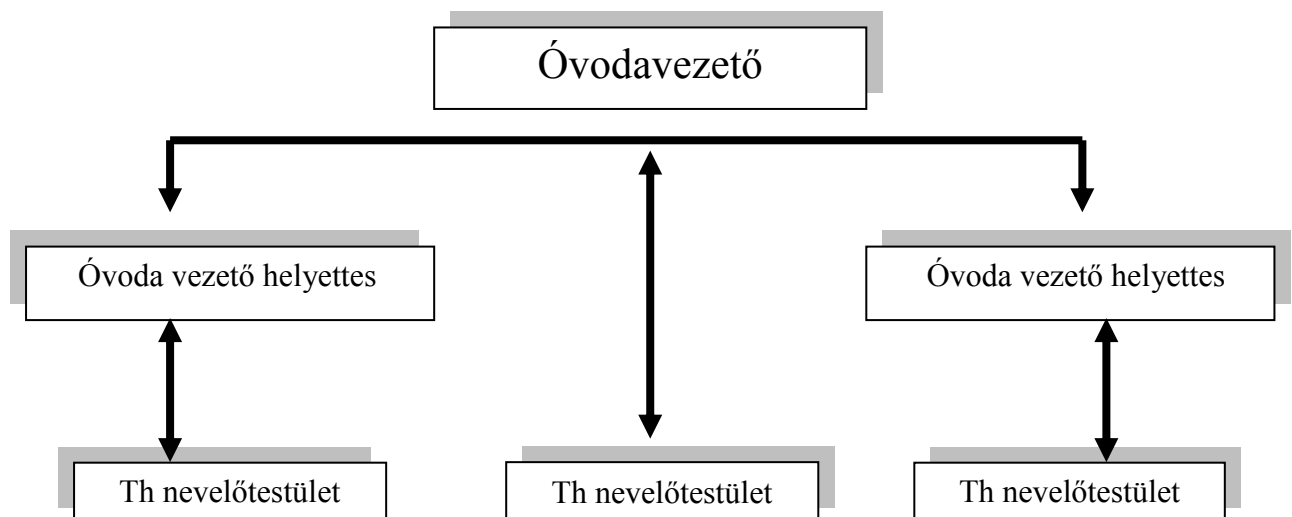 Óvodavezető
Óvoda vezető helyettes
Óvoda vezető helyettes
Th nevelőtestület
Th nevelőtestület
Th nevelőtestület